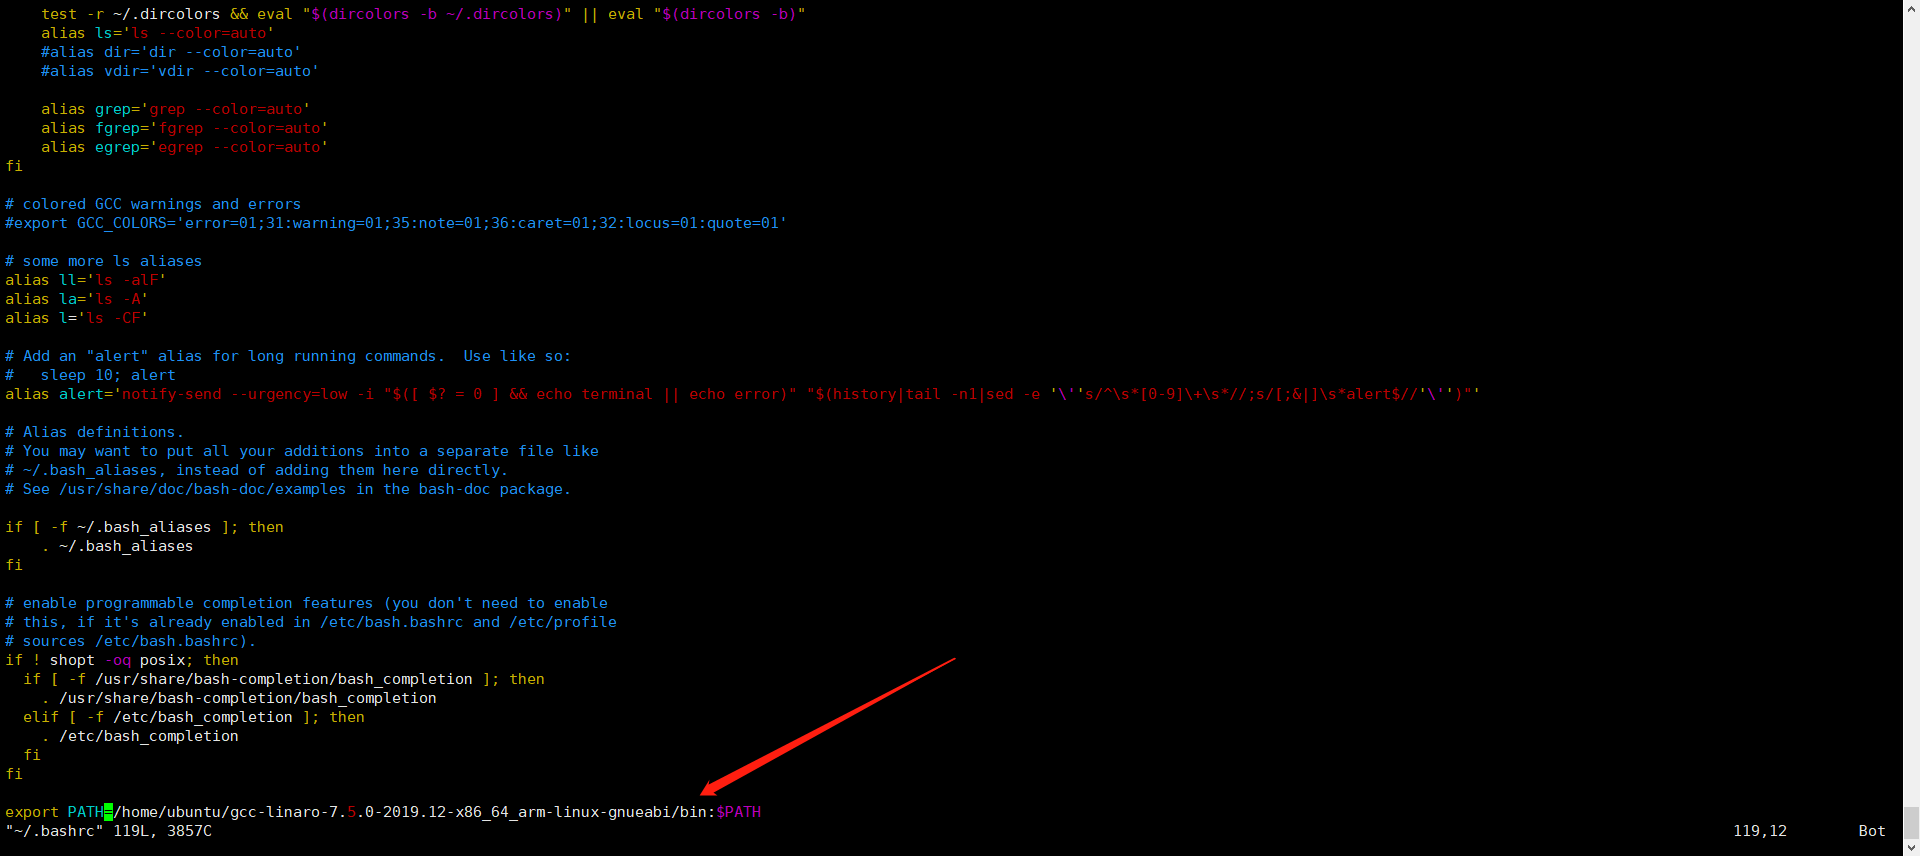 test -r ~/.dircolors && eval "$(dircolors -b ~/.dircolors)" || eval "$(dircolors -b)"
    alias ls='ls --color=auto'
    #alias dir='dir --color=auto'
    #alias vdir='vdir --color=auto'

    alias grep='grep --color=auto'
    alias fgrep='fgrep --color=auto'
    alias egrep='egrep --color=auto'
fi

# colored GCC warnings and errors
#export GCC_COLORS='error=01;31:warning=01;35:note=01;36:caret=01;32:locus=01:quote=01'

# some more ls aliases
alias ll='ls -alF'
alias la='ls -A'
alias l='ls -CF'

# Add an "alert" alias for long running commands.  Use like so:
#   sleep 10; alert
alias alert='notify-send --urgency=low -i "$([ $? = 0 ] && echo terminal || echo error)" "$(history|tail -n1|sed -e '\''s/^\s*[0-9]\+\s*//;s/[;&|]\s*alert$//'\'')"'

# Alias definitions.
# You may want to put all your additions into a separate file like
# ~/.bash_aliases, instead of adding them here directly.
# See /usr/share/doc/bash-doc/examples in the bash-doc package.

if [ -f ~/.bash_aliases ]; then
    . ~/.bash_aliases
fi

# enable programmable completion features (you don't need to enable
# this, if it's already enabled in /etc/bash.bashrc and /etc/profile
# sources /etc/bash.bashrc).
if ! shopt -oq posix; then
  if [ -f /usr/share/bash-completion/bash_completion ]; then
    . /usr/share/bash-completion/bash_completion
  elif [ -f /etc/bash_completion ]; then
    . /etc/bash_completion
  fi
fi

export PATH=/home/ubuntu/gcc-linaro-7.5.0-2019.12-x86_64_arm-linux-gnueabi/bin:$PATH
"~/.bashrc" 119L, 3857C 119,12 Bot